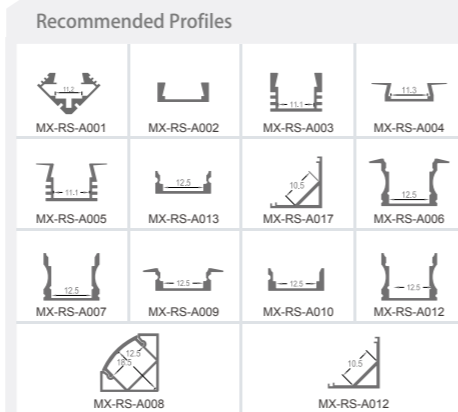 Recommended Profiles
11.2
11.1
11.3
MX-RS-A001 MX-RS-A002 MX-RS-A003 MX-RS-A004
11.1
12.5
10.5
12.5
MX-RS-A005 MX-RS-A013 MX-RS-A017 MX-RS-A006
12.5
12.5
12.5
12.5
MX-RS-A007 MX-RS-A009 MX-RS-A010 MX-RS-A012
12.5
18.5
10.5
MX-RS-A008 MX-RS-A012